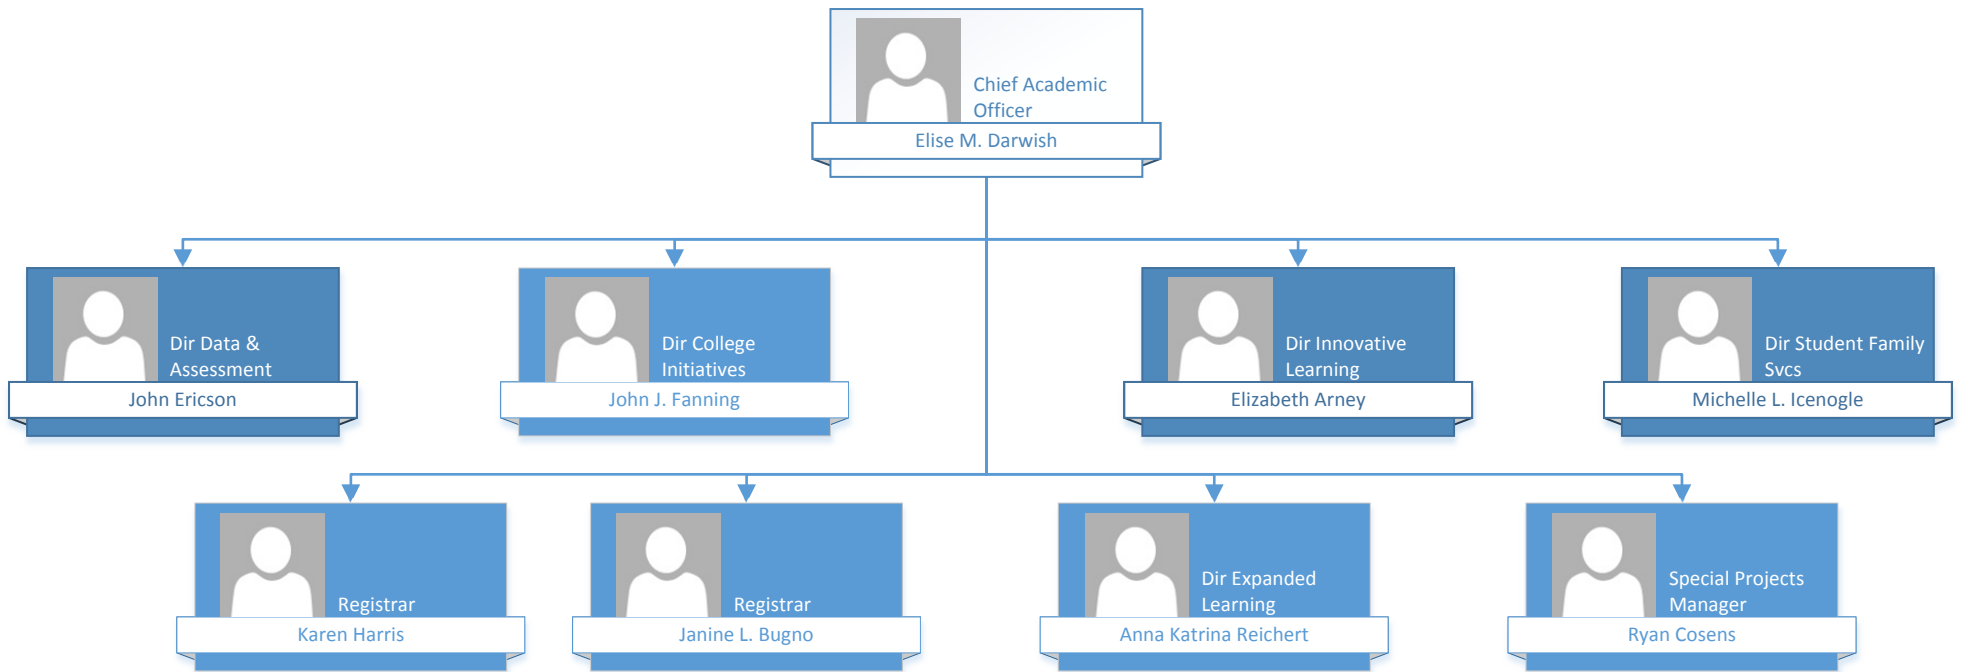 Chief Academic
Officer
Elise M. Darwish
Dir Data &
Assessment
John Ericson
Dir College
Initiatives
John J. Fanning
Dir Innovative
Learning
Elizabeth Arney
Dir Student Family
Svcs
Michelle L. Icenogle
Registrar
Karen Harris
Registrar
Janine L. Bugno
Dir Expanded
Learning
Anna Katrina Reichert
Special Projects
Manager
Ryan Cosens